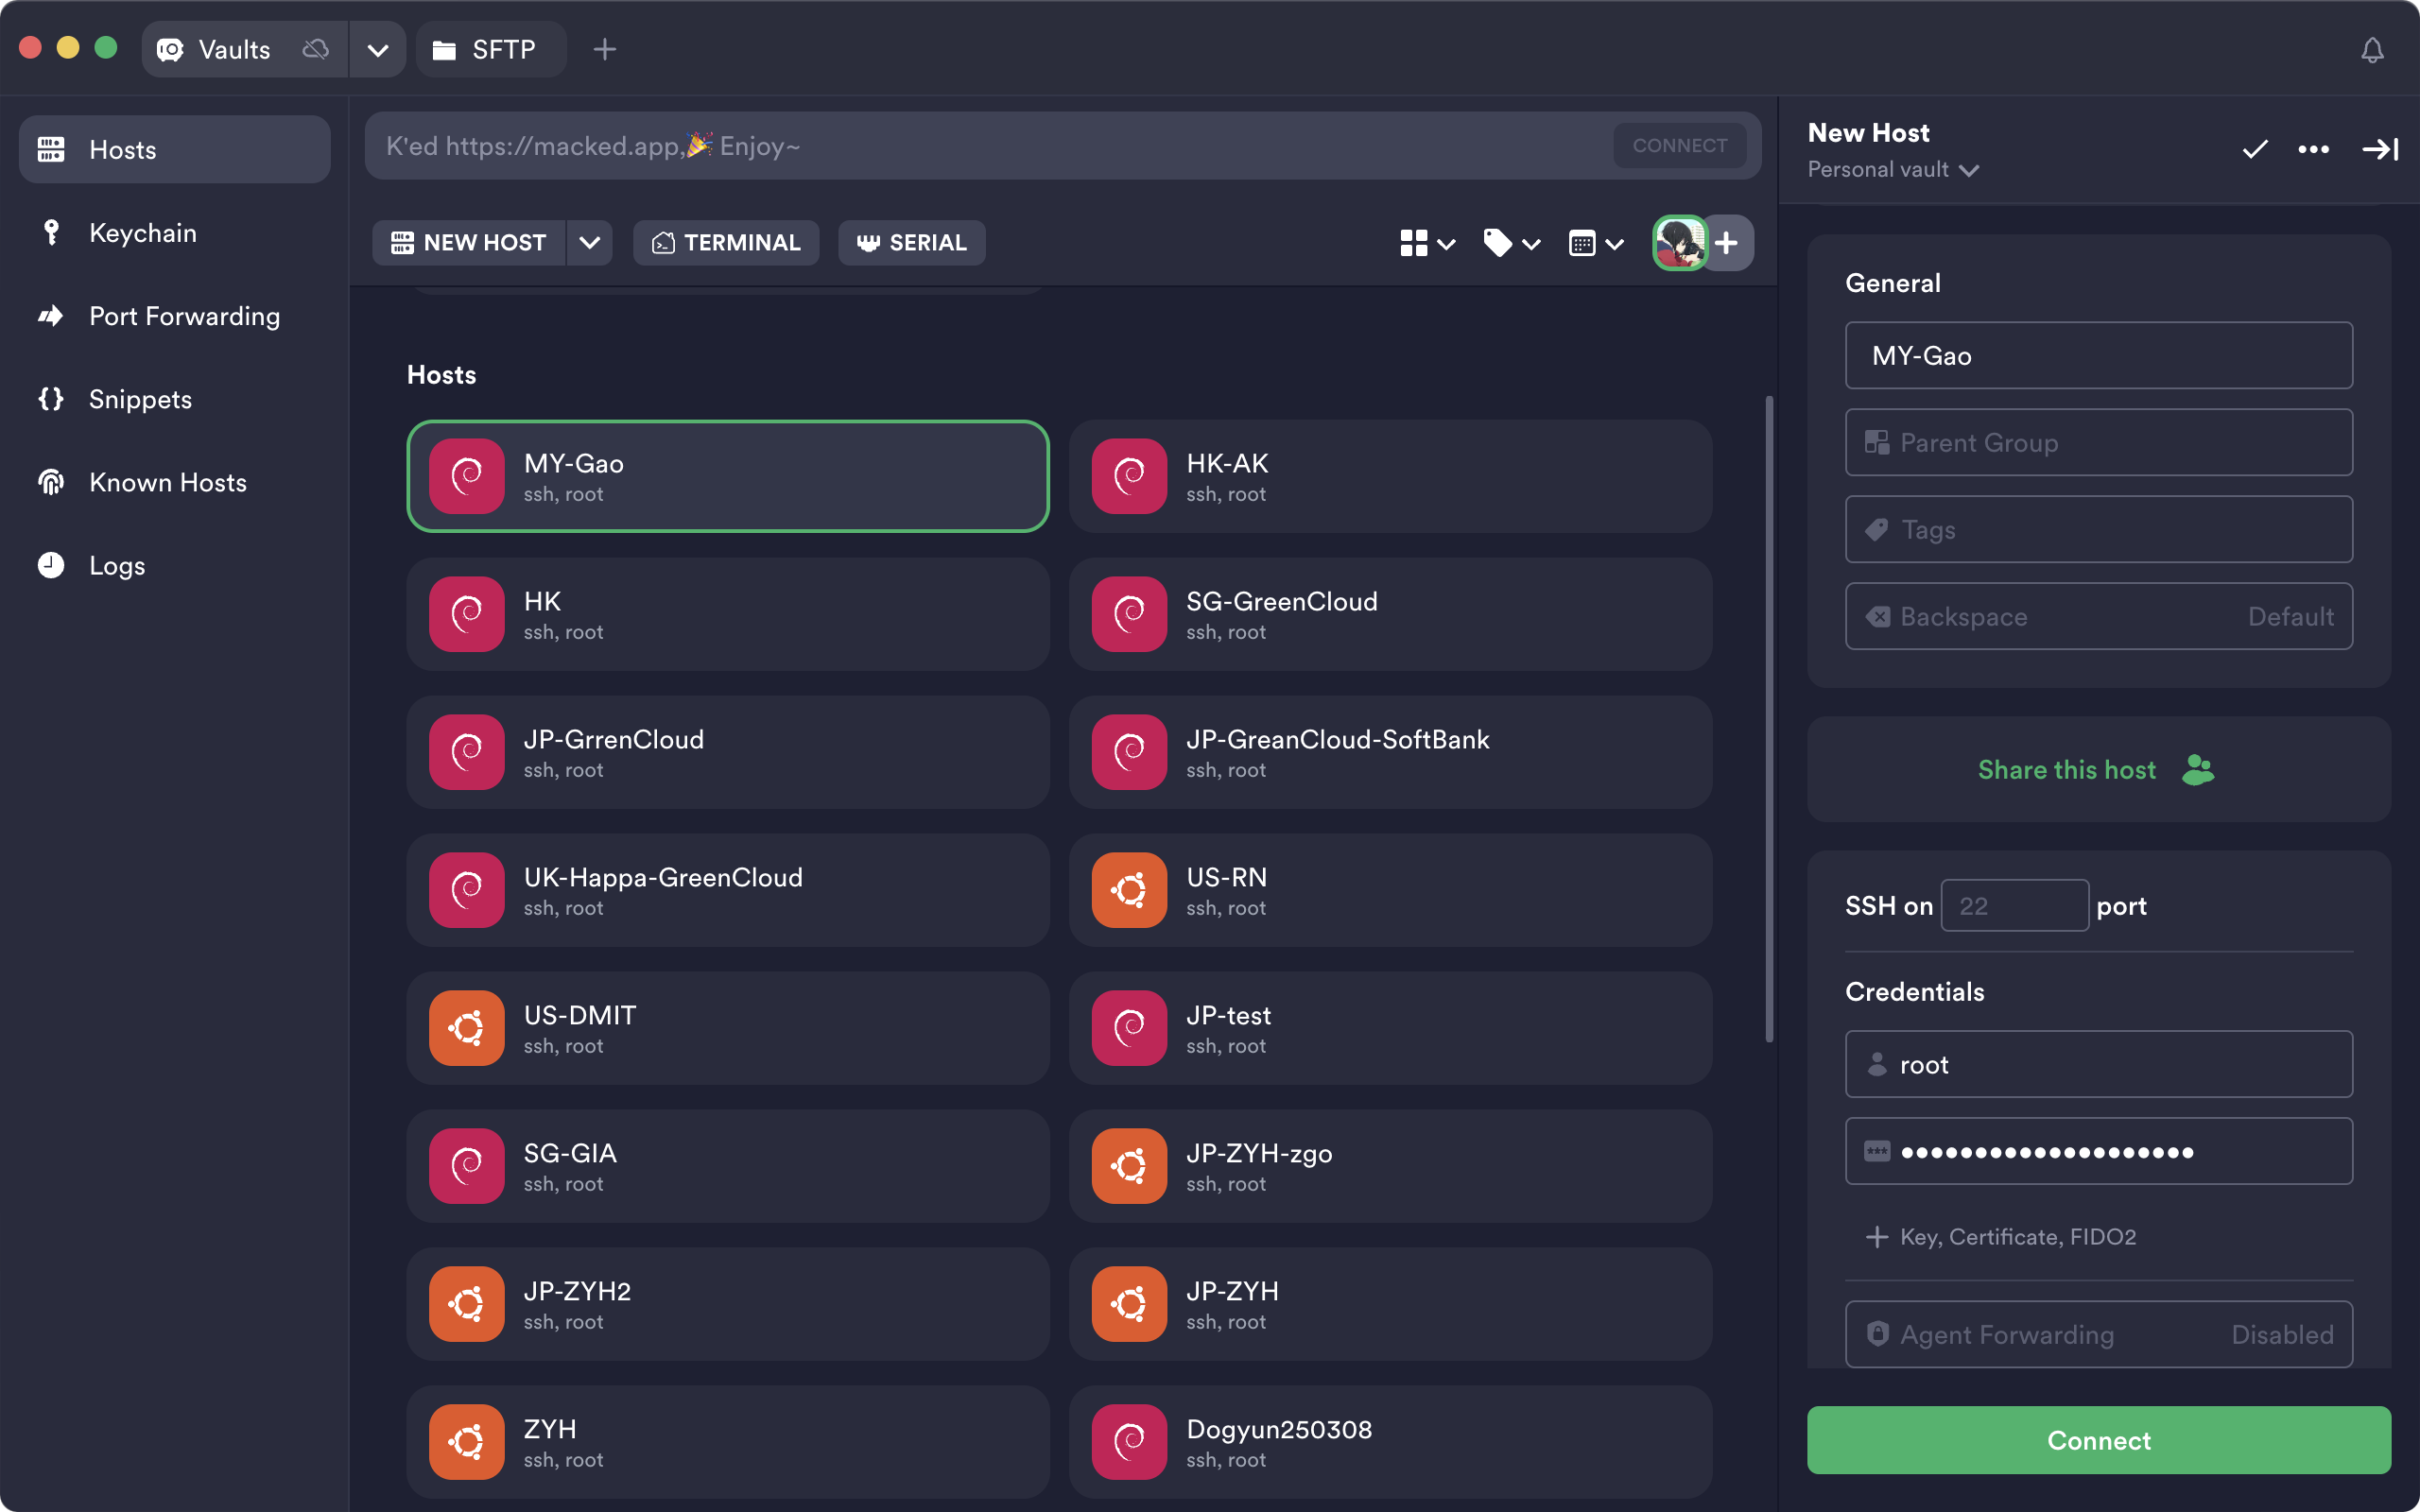 Vaults
SFTP
Hosts
Keychain
Port Forwarding
Snippets
Known Hosts
Logs
K'ed https://macked.app,🎉 Enjoy~
CONNECT
NEW HOST
TERMINAL
SERIAL
Hosts
MY-Gao
ssh, root
HK-AK
ssh, root
HK
ssh, root
SG-GreenCloud
ssh, root
JP-GrrenCloud
ssh, root
JP-GreanCloud-SoftBank
ssh, root
UK-Happa-GreenCloud
ssh, root
US-RN
ssh, root
US-DMIT
ssh, root
JP-test
ssh, root
SG-GIA
ssh, root
JP-ZYH-zgo
ssh, root
JP-ZYH2
ssh, root
JP-ZYH
ssh, root
ZYH
ssh, root
Dogyun250308
ssh, root
New Host
Personal vault
General
MY-Gao
Parent Group
Tags
Backspace Default
Share this host
SSH on 22 port
Credentials
root
••••••••••••••••••••
Key, Certificate, FIDO2
Agent Forwarding Disabled
Connect